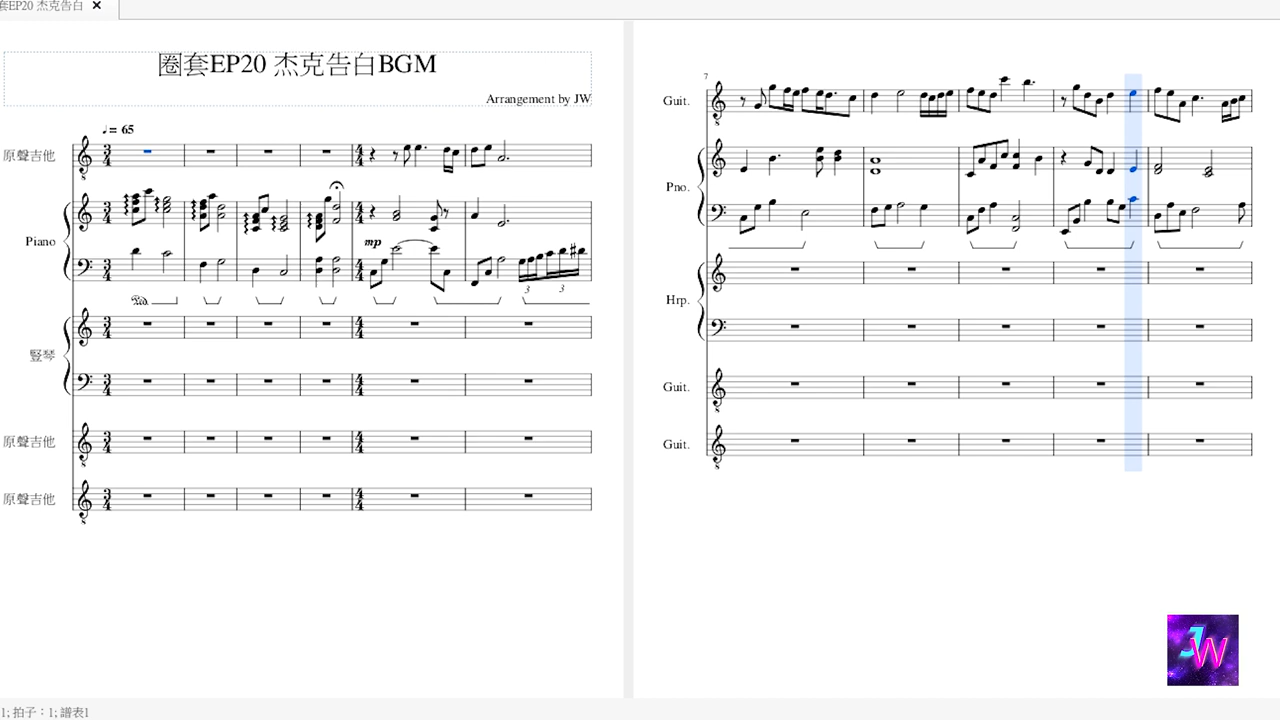 套EP20 杰克告白 ×
圈套EP20 杰克告白BGM
Arrangement by JW
♩= 65
原聲吉他
Piano
mp
3 3
豎琴
原聲吉他
原聲吉他
7
Guit.
Pno.
Hrp.
Guit.
Guit.
JW
1; 拍子：1; 譜表1